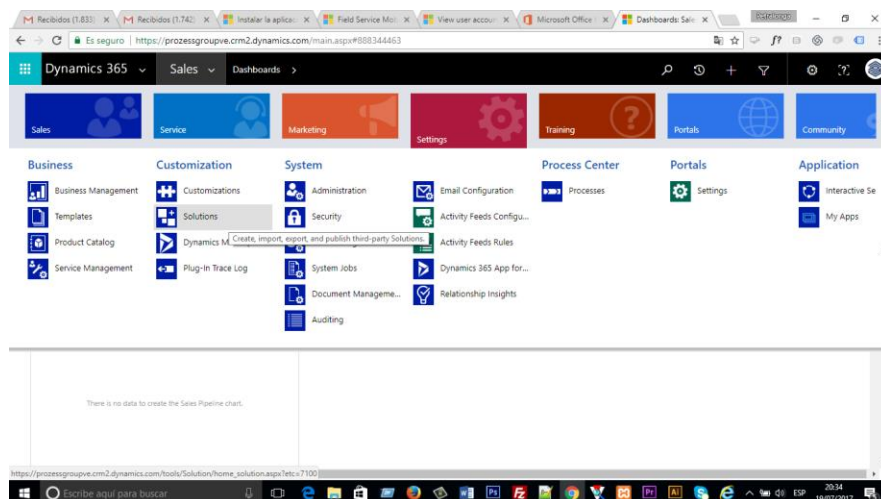 Recibidos (1.833)
Recibidos (1.742)
Instalar la aplicac
Field Service Mob
View user accoun
Microsoft Office
Dashboards: Sale
Es seguro
https://prozessgroupve.crm2.dynamics.com/main.aspx#888344463
Dynamics 365
Sales
Dashboards
Sales
Service
Marketing
Settings
Training
Portals
Community
Business
Customization
System
Process Center
Portals
Application
Business Management
Customizations
Administration
Email Configuration
Processes
Settings
Interactive Se
Templates
Solutions
Security
Activity Feeds Configu...
My Apps
Product Catalog
Dynamics M
Create, import, export, and publish third-party Solutions.
Activity Feeds Rules
Service Management
Plug-In Trace Log
System Jobs
Dynamics 365 App for...
Document Manageme...
Relationship Insights
Auditing
There is no data to create the Sales Pipeline chart.
https://prozessgroupve.crm2.dynamics.com/tools/Solution/home_solution.aspx?etc=7100
Escribe aquí para buscar
ESP
20:34
19/07/2017